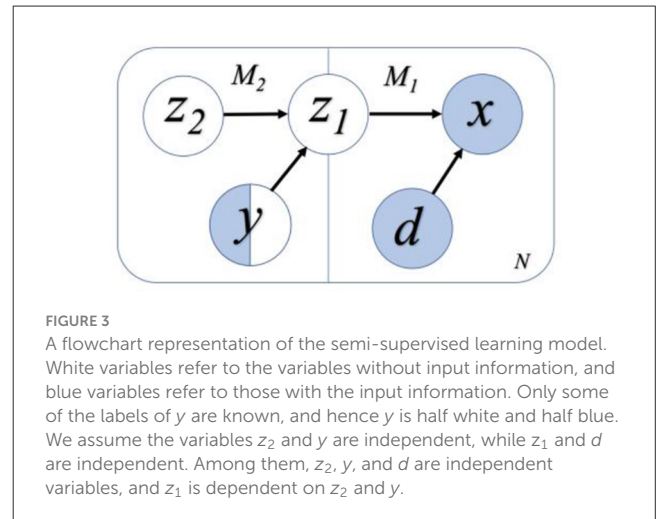 M₂
M₁
z₂
z₁
x
y
d
N
FIGURE 3
A flowchart representation of the semi-supervised learning model.
White variables refer to the variables without input information, and
blue variables refer to those with the input information. Only some
of the labels of y are known, and hence y is half white and half blue.
We assume the variables z₂ and y are independent, while z₁ and d
are independent. Among them, z₂, y, and d are independent
variables, and z₁ is dependent on z₂ and y.